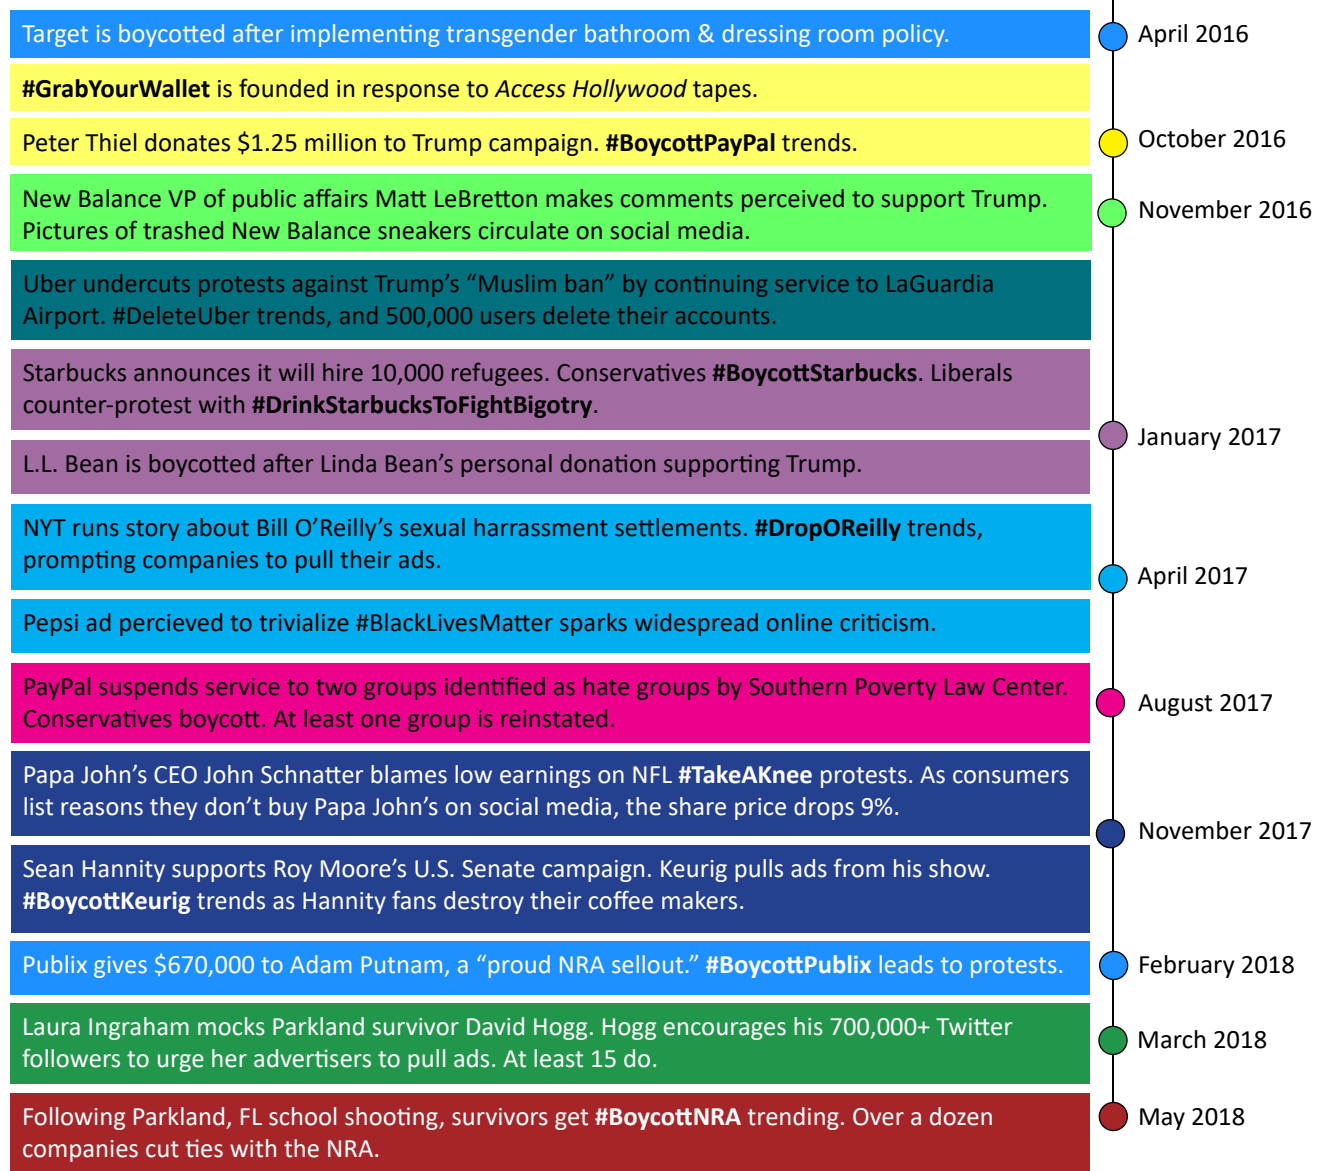 Target is boycotted after implementing transgender bathroom & dressing room policy.
April 2016
#GrabYourWallet is founded in response to Access Hollywood tapes.
Peter Thiel donates $1.25 million to Trump campaign. #BoycottPayPal trends.
October 2016
New Balance VP of public affairs Matt LeBretton makes comments perceived to support Trump.
Pictures of trashed New Balance sneakers circulate on social media.
November 2016
Uber undercuts protests against Trump’s “Muslim ban” by continuing service to LaGuardia
Airport. #DeleteUber trends, and 500,000 users delete their accounts.
Starbucks announces it will hire 10,000 refugees. Conservatives #BoycottStarbucks. Liberals
counter-protest with #DrinkStarbucksToFightBigotry.
January 2017
L.L. Bean is boycotted after Linda Bean’s personal donation supporting Trump.
NYT runs story about Bill O’Reilly’s sexual harrassment settlements. #DropOReilly trends,
prompting companies to pull their ads.
April 2017
Pepsi ad percieved to trivialize #BlackLivesMatter sparks widespread online criticism.
PayPal suspends service to two groups identified as hate groups by Southern Poverty Law Center.
Conservatives boycott. At least one group is reinstated.
August 2017
Papa John’s CEO John Schnatter blames low earnings on NFL #TakeAKnee protests. As consumers
list reasons they don’t buy Papa John’s on social media, the share price drops 9%.
November 2017
Sean Hannity supports Roy Moore’s U.S. Senate campaign. Keurig pulls ads from his show.
#BoycottKeurig trends as Hannity fans destroy their coffee makers.
Publix gives $670,000 to Adam Putnam, a “proud NRA sellout.” #BoycottPublix leads to protests.
February 2018
Laura Ingraham mocks Parkland survivor David Hogg. Hogg encourages his 700,000+ Twitter
followers to urge her advertisers to pull ads. At least 15 do.
March 2018
Following Parkland, FL school shooting, survivors get #BoycottNRA trending. Over a dozen
companies cut ties with the NRA.
May 2018